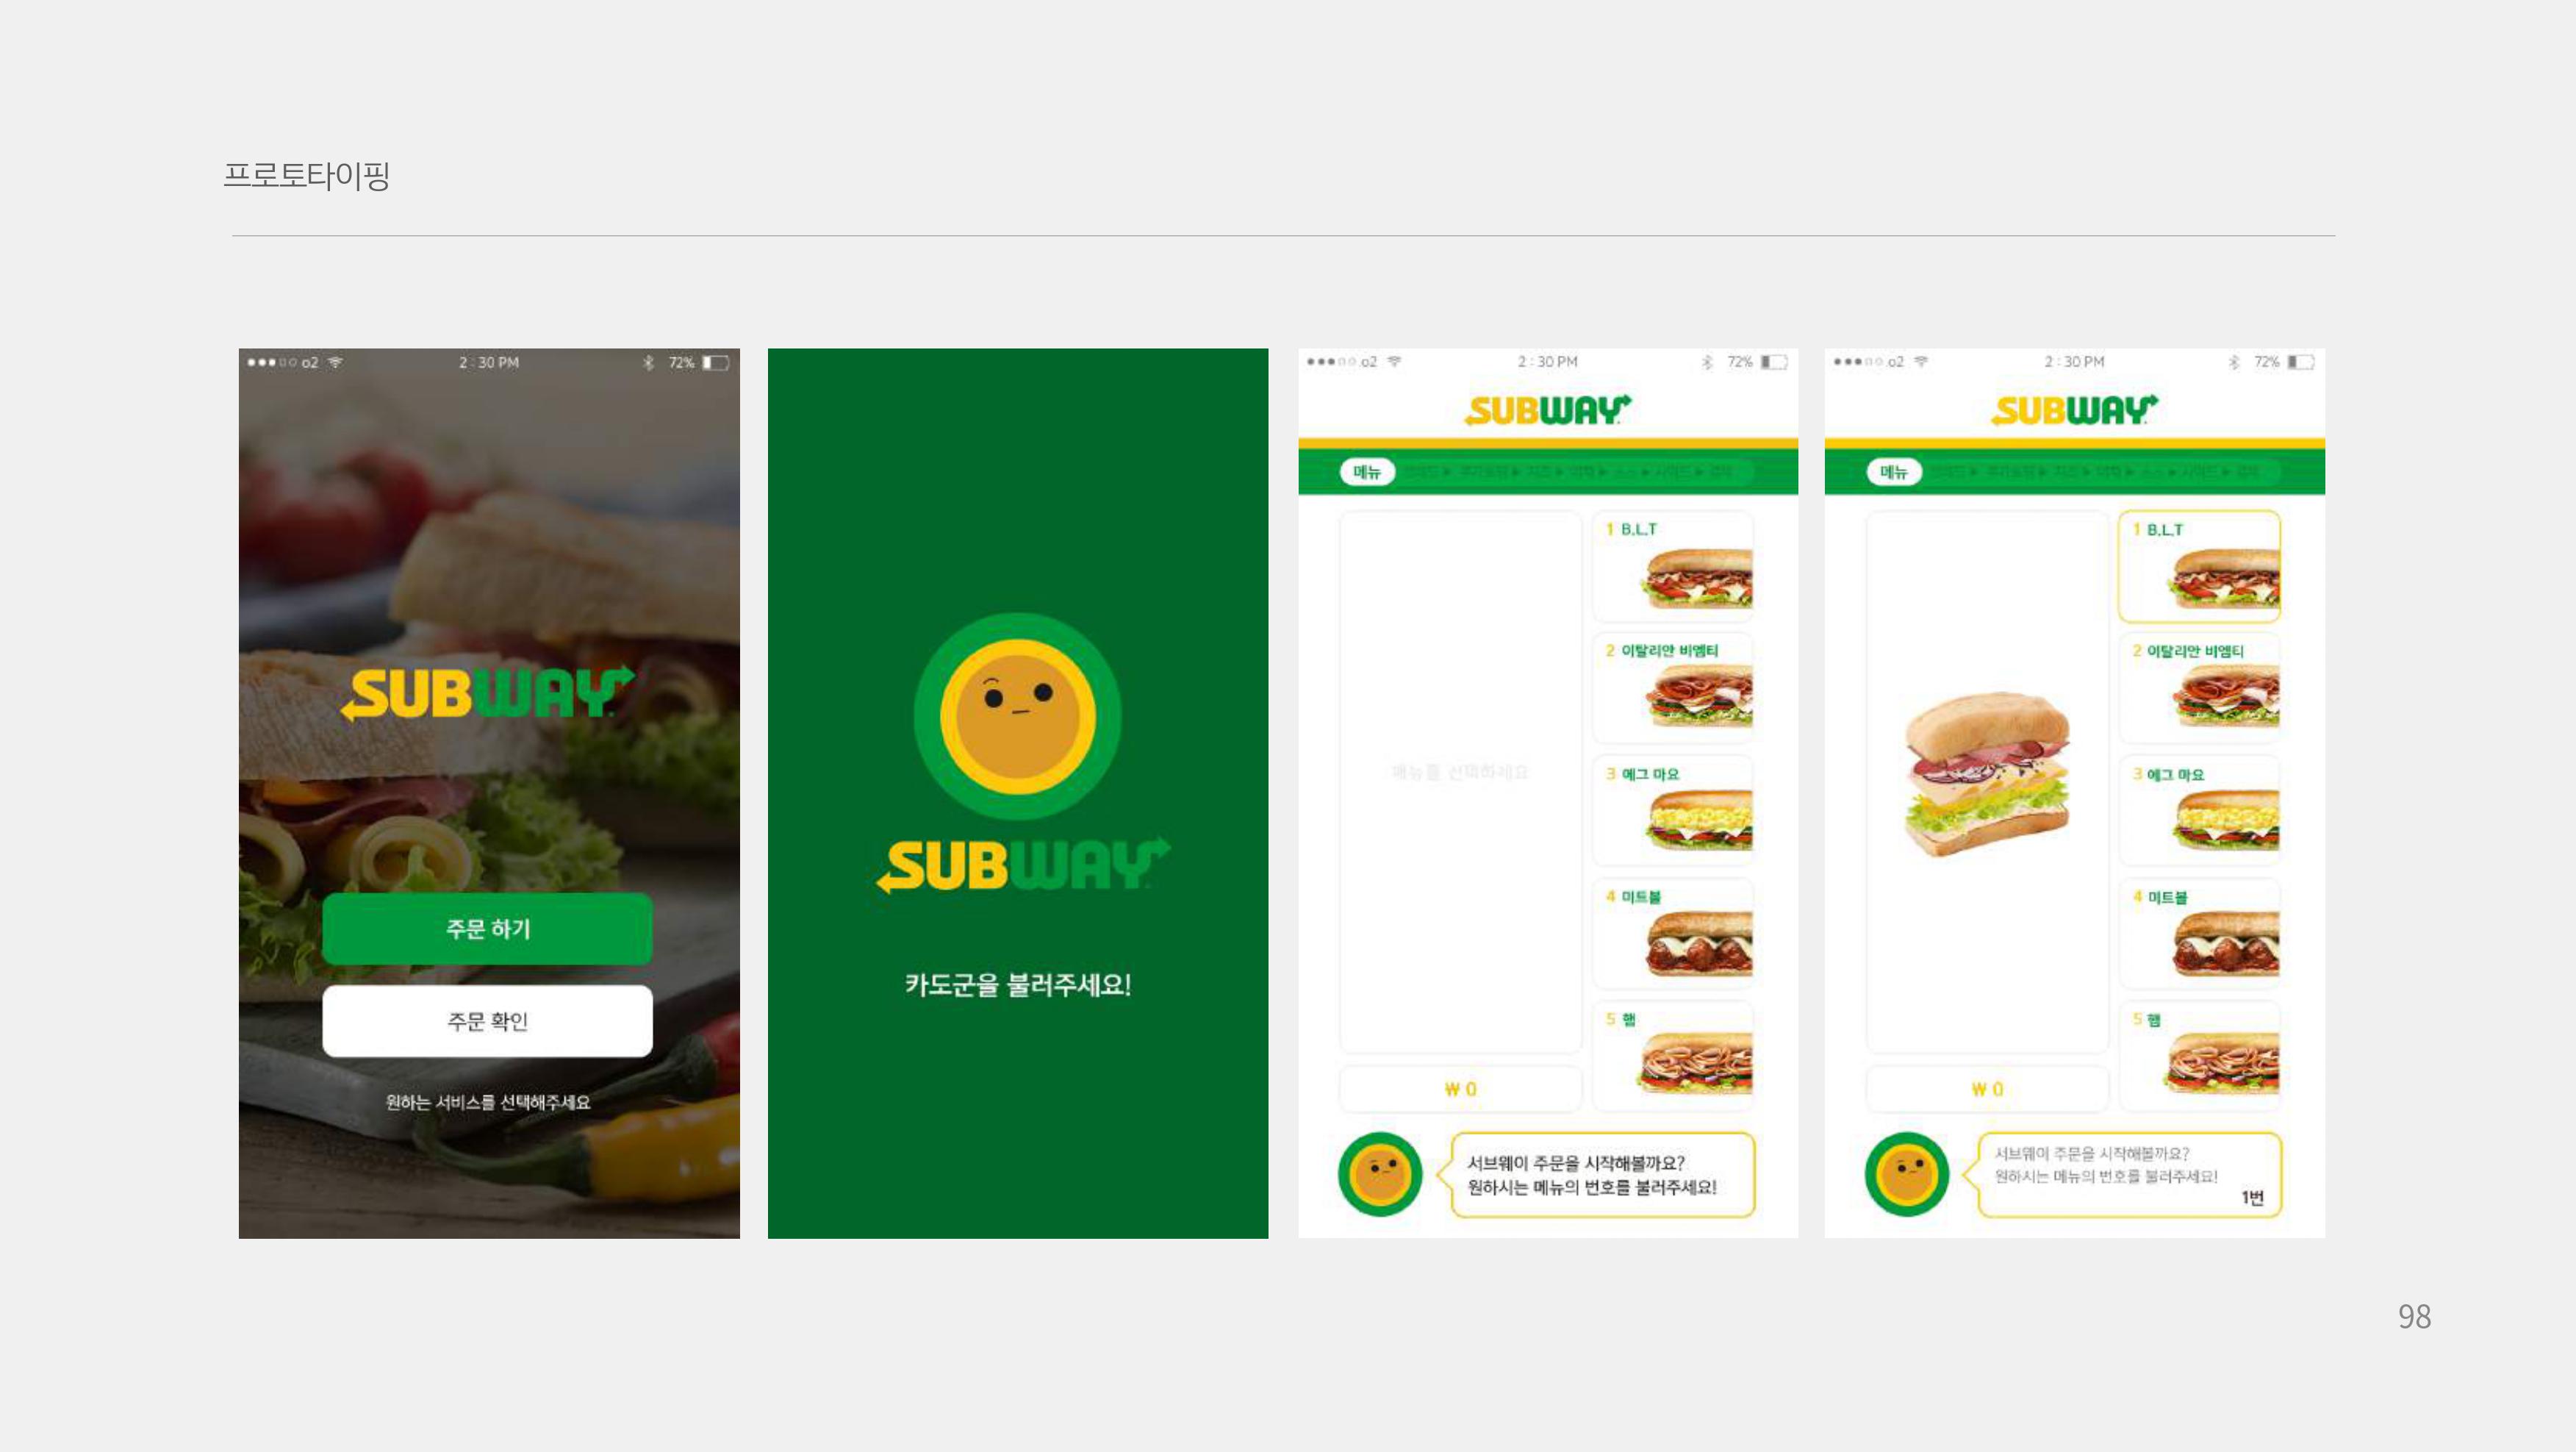 프로토타이핑
o2 2:30 PM 72%
SUBWAY
주문 하기
주문 확인
원하는 서비스를 선택해주세요
SUBWAY
카도군을 불러주세요!
o2 2:30 PM 72%
SUBWAY
메뉴
메뉴를 선택하세요
1 B.L.T
2 이탈리안 비엠티
3 에그 마요
4 미트볼
5 햄
₩ 0
서브웨이 주문을 시작해볼까요?
원하시는 메뉴의 번호를 불러주세요!
o2 2:30 PM 72%
SUBWAY
메뉴
1 B.L.T
2 이탈리안 비엠티
3 에그 마요
4 미트볼
5 햄
₩ 0
서브웨이 주문을 시작해볼까요?
원하시는 메뉴의 번호를 불러주세요!
1번
98